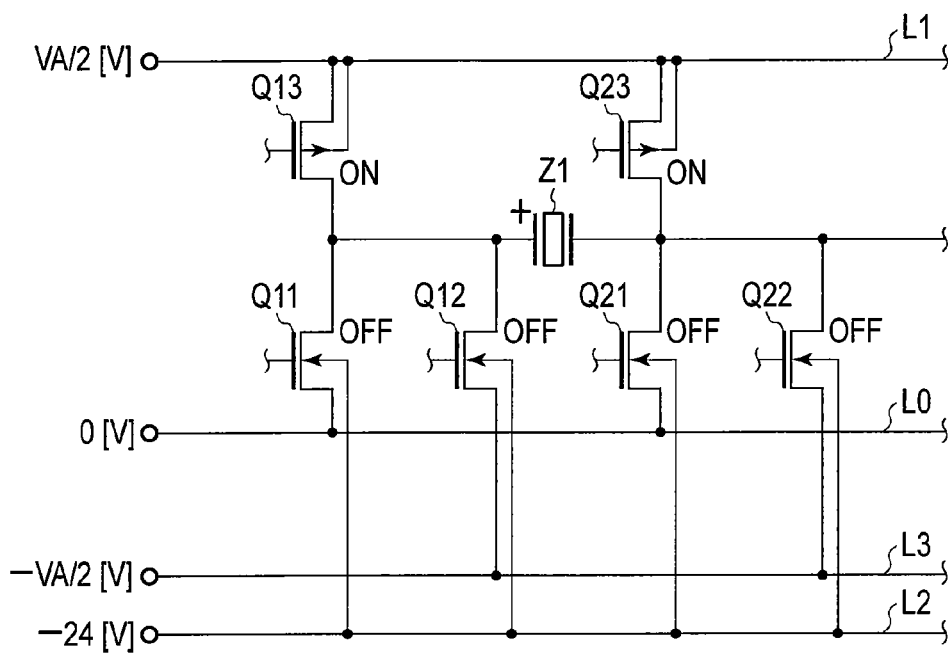 L1
VA/2 [V]
Q13
Q23
ON
Z1
ON
+
Q11
Q12
Q21
Q22
OFF
OFF
OFF
OFF
L0
0 [V]
L3
−VA/2 [V]
L2
−24 [V]